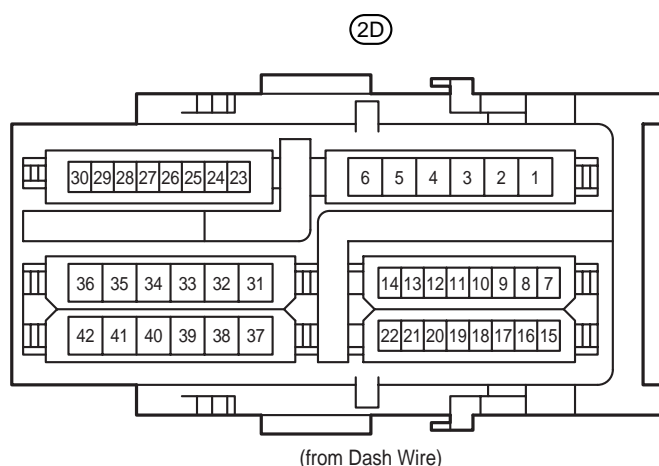 2D
30 29 28 27 26 25 24 23 6 5 4 3 2 1
36 35 34 33 32 31 14 13 12 11 10 9 8 7
42 41 40 39 38 37 22 21 20 19 18 17 16 15
(from Dash Wire)